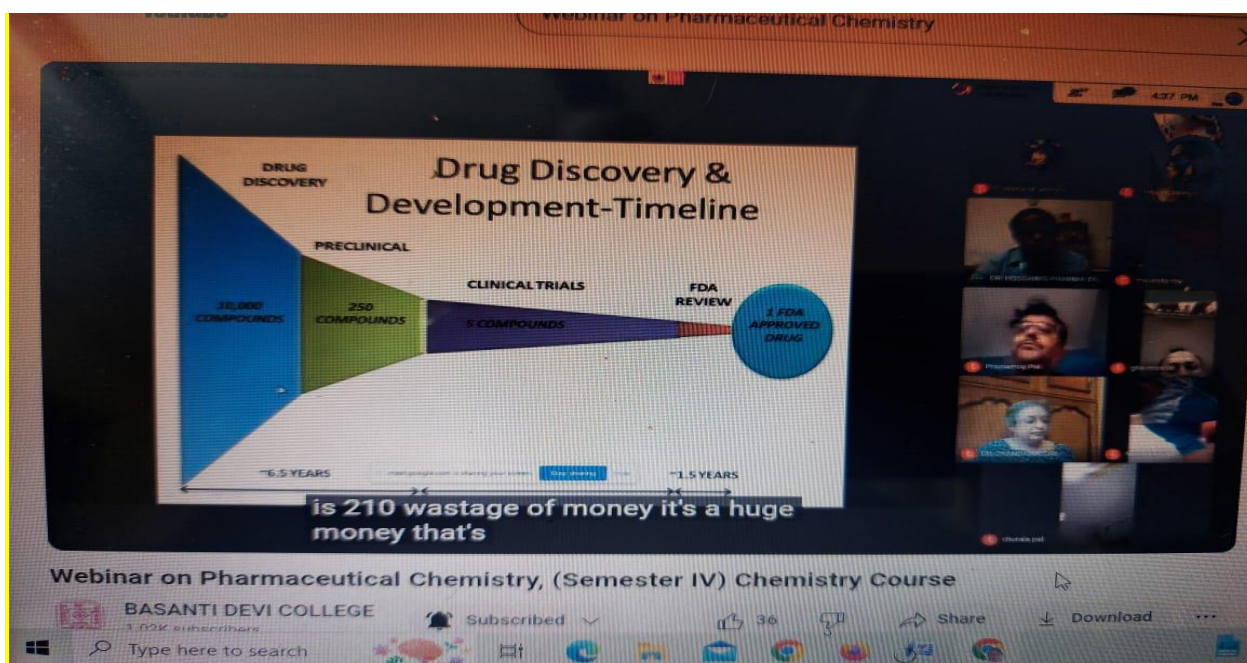 Webinar on Pharmaceutical Chemistry
4:37 PM
Drug Discovery &
Development-Timeline
DRUG
DISCOVERY
PRECLINICAL
CLINICAL TRIALS
FDA
REVIEW
10,000
COMPOUNDS
250
COMPOUNDS
5 COMPOUNDS
1 FDA
APPROVED
DRUG
~6.5 YEARS
Stop sharing
~1.5 YEARS
is 210 wastage of money it's a huge
money that's
Webinar on Pharmaceutical Chemistry, (Semester IV) Chemistry Course
BASANTI DEVI COLLEGE
subscribers
Subscribed
36
Share
Download
Type here to search